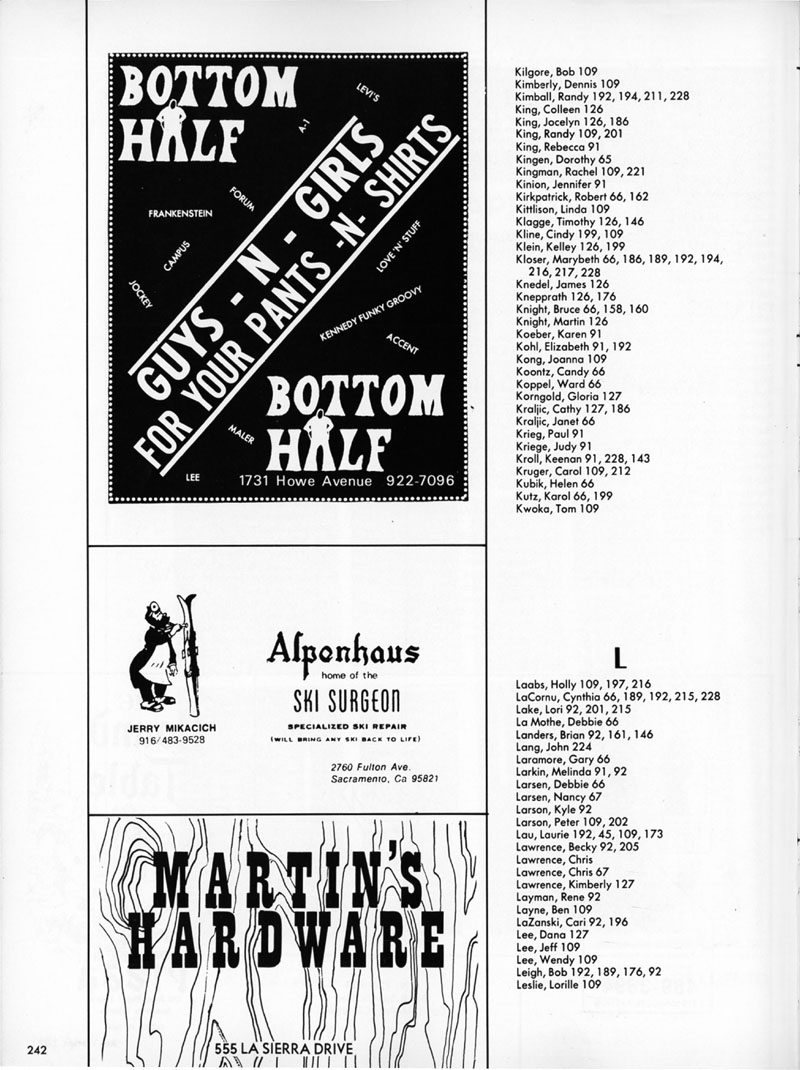 BOTTOM
HALF
LEVI'S
A-1
FORUM
FRANKENSTEIN
CAMPUS
JOCKEY
GUYS - N - GIRLS
FOR YOUR PANTS -N- SHIRTS
LOVE 'N' STUFF
KENNEDY FUNKY GROOVY
ACCENT
BOTTOM
HALF
MALER
LEE
1731 Howe Avenue 922-7096
JERRY MIKACICH
916/483-9528
Alpenhaus
home of the
SKI SURGEON
SPECIALIZED SKI REPAIR
(WILL BRING ANY SKI BACK TO LIFE)
2760 Fulton Ave.
Sacramento, Ca 95821
MARTIN'S
HARDWARE
555 LA SIERRA DRIVE
Kilgore, Bob 109
Kimberly, Dennis 109
Kimball, Randy 192, 194, 211, 228
King, Colleen 126
King, Jocelyn 126, 186
King, Randy 109, 201
King, Rebecca 91
Kingen, Dorothy 65
Kingman, Rachel 109, 221
Kinion, Jennifer 91
Kirkpatrick, Robert 66, 162
Kittlison, Linda 109
Klagge, Timothy 126, 146
Kline, Cindy 199, 109
Klein, Kelley 126, 199
Kloser, Marybeth 66, 186, 189, 192, 194,
216, 217, 228
Knedel, James 126
Knepprath 126, 176
Knight, Bruce 66, 158, 160
Knight, Martin 126
Koeber, Karen 91
Kohl, Elizabeth 91, 192
Kong, Joanna 109
Koontz, Candy 66
Koppel, Ward 66
Korngold, Gloria 127
Kraljic, Cathy 127, 186
Kraljic, Janet 66
Krieg, Paul 91
Kriege, Judy 91
Kroll, Keenan 91, 228, 143
Kruger, Carol 109, 212
Kubik, Helen 66
Kutz, Karol 66, 199
Kwoka, Tom 109
L
Laabs, Holly 109, 197, 216
LaCornu, Cynthia 66, 189, 192, 215, 228
Lake, Lori 92, 201, 215
La Mothe, Debbie 66
Landers, Brian 92, 161, 146
Lang, John 224
Laramore, Gary 66
Larkin, Melinda 91, 92
Larsen, Debbie 66
Larsen, Nancy 67
Larson, Kyle 92
Larson, Peter 109, 202
Lau, Laurie 192, 45, 109, 173
Lawrence, Becky 92, 205
Lawrence, Chris
Lawrence, Chris 67
Lawrence, Kimberly 127
Layman, Rene 92
Layne, Ben 109
LaZanski, Cari 92, 196
Lee, Dana 127
Lee, Jeff 109
Lee, Wendy 109
Leigh, Bob 192, 189, 176, 92
Leslie, Lorille 109
242